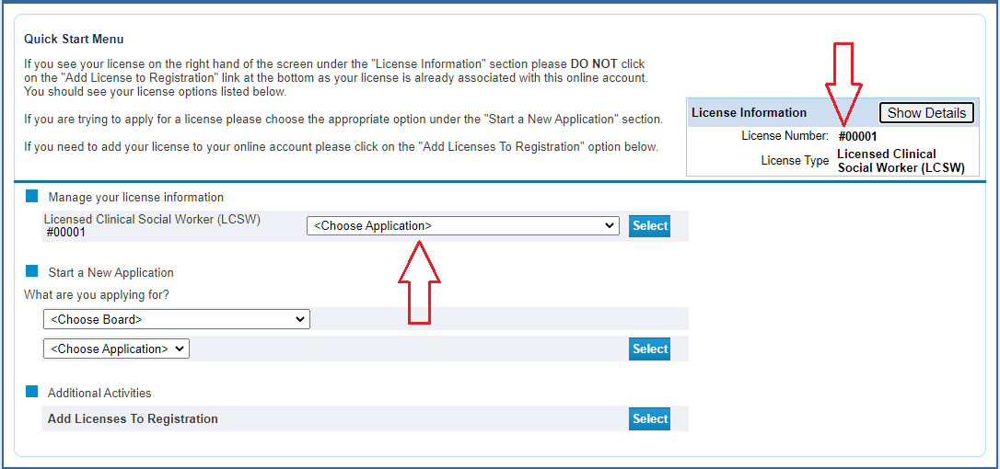 Quick Start Menu
If you see your license on the right hand of the screen under the "License Information" section please DO NOT click
on the "Add License to Registration" link at the bottom as your license is already associated with this online account.
You should see your license options listed below.
If you are trying to apply for a license please choose the appropriate option under the "Start a New Application" section.
If you need to add your license to your online account please click on the "Add Licenses To Registration" option below.
License Information Show Details
License Number: #00001
License Type Licensed Clinical
Social Worker (LCSW)
Manage your license information
Licensed Clinical Social Worker (LCSW)
#00001
<Choose Application> Select
Start a New Application
What are you applying for?
<Choose Board>
<Choose Application> Select
Additional Activities
Add Licenses To Registration Select